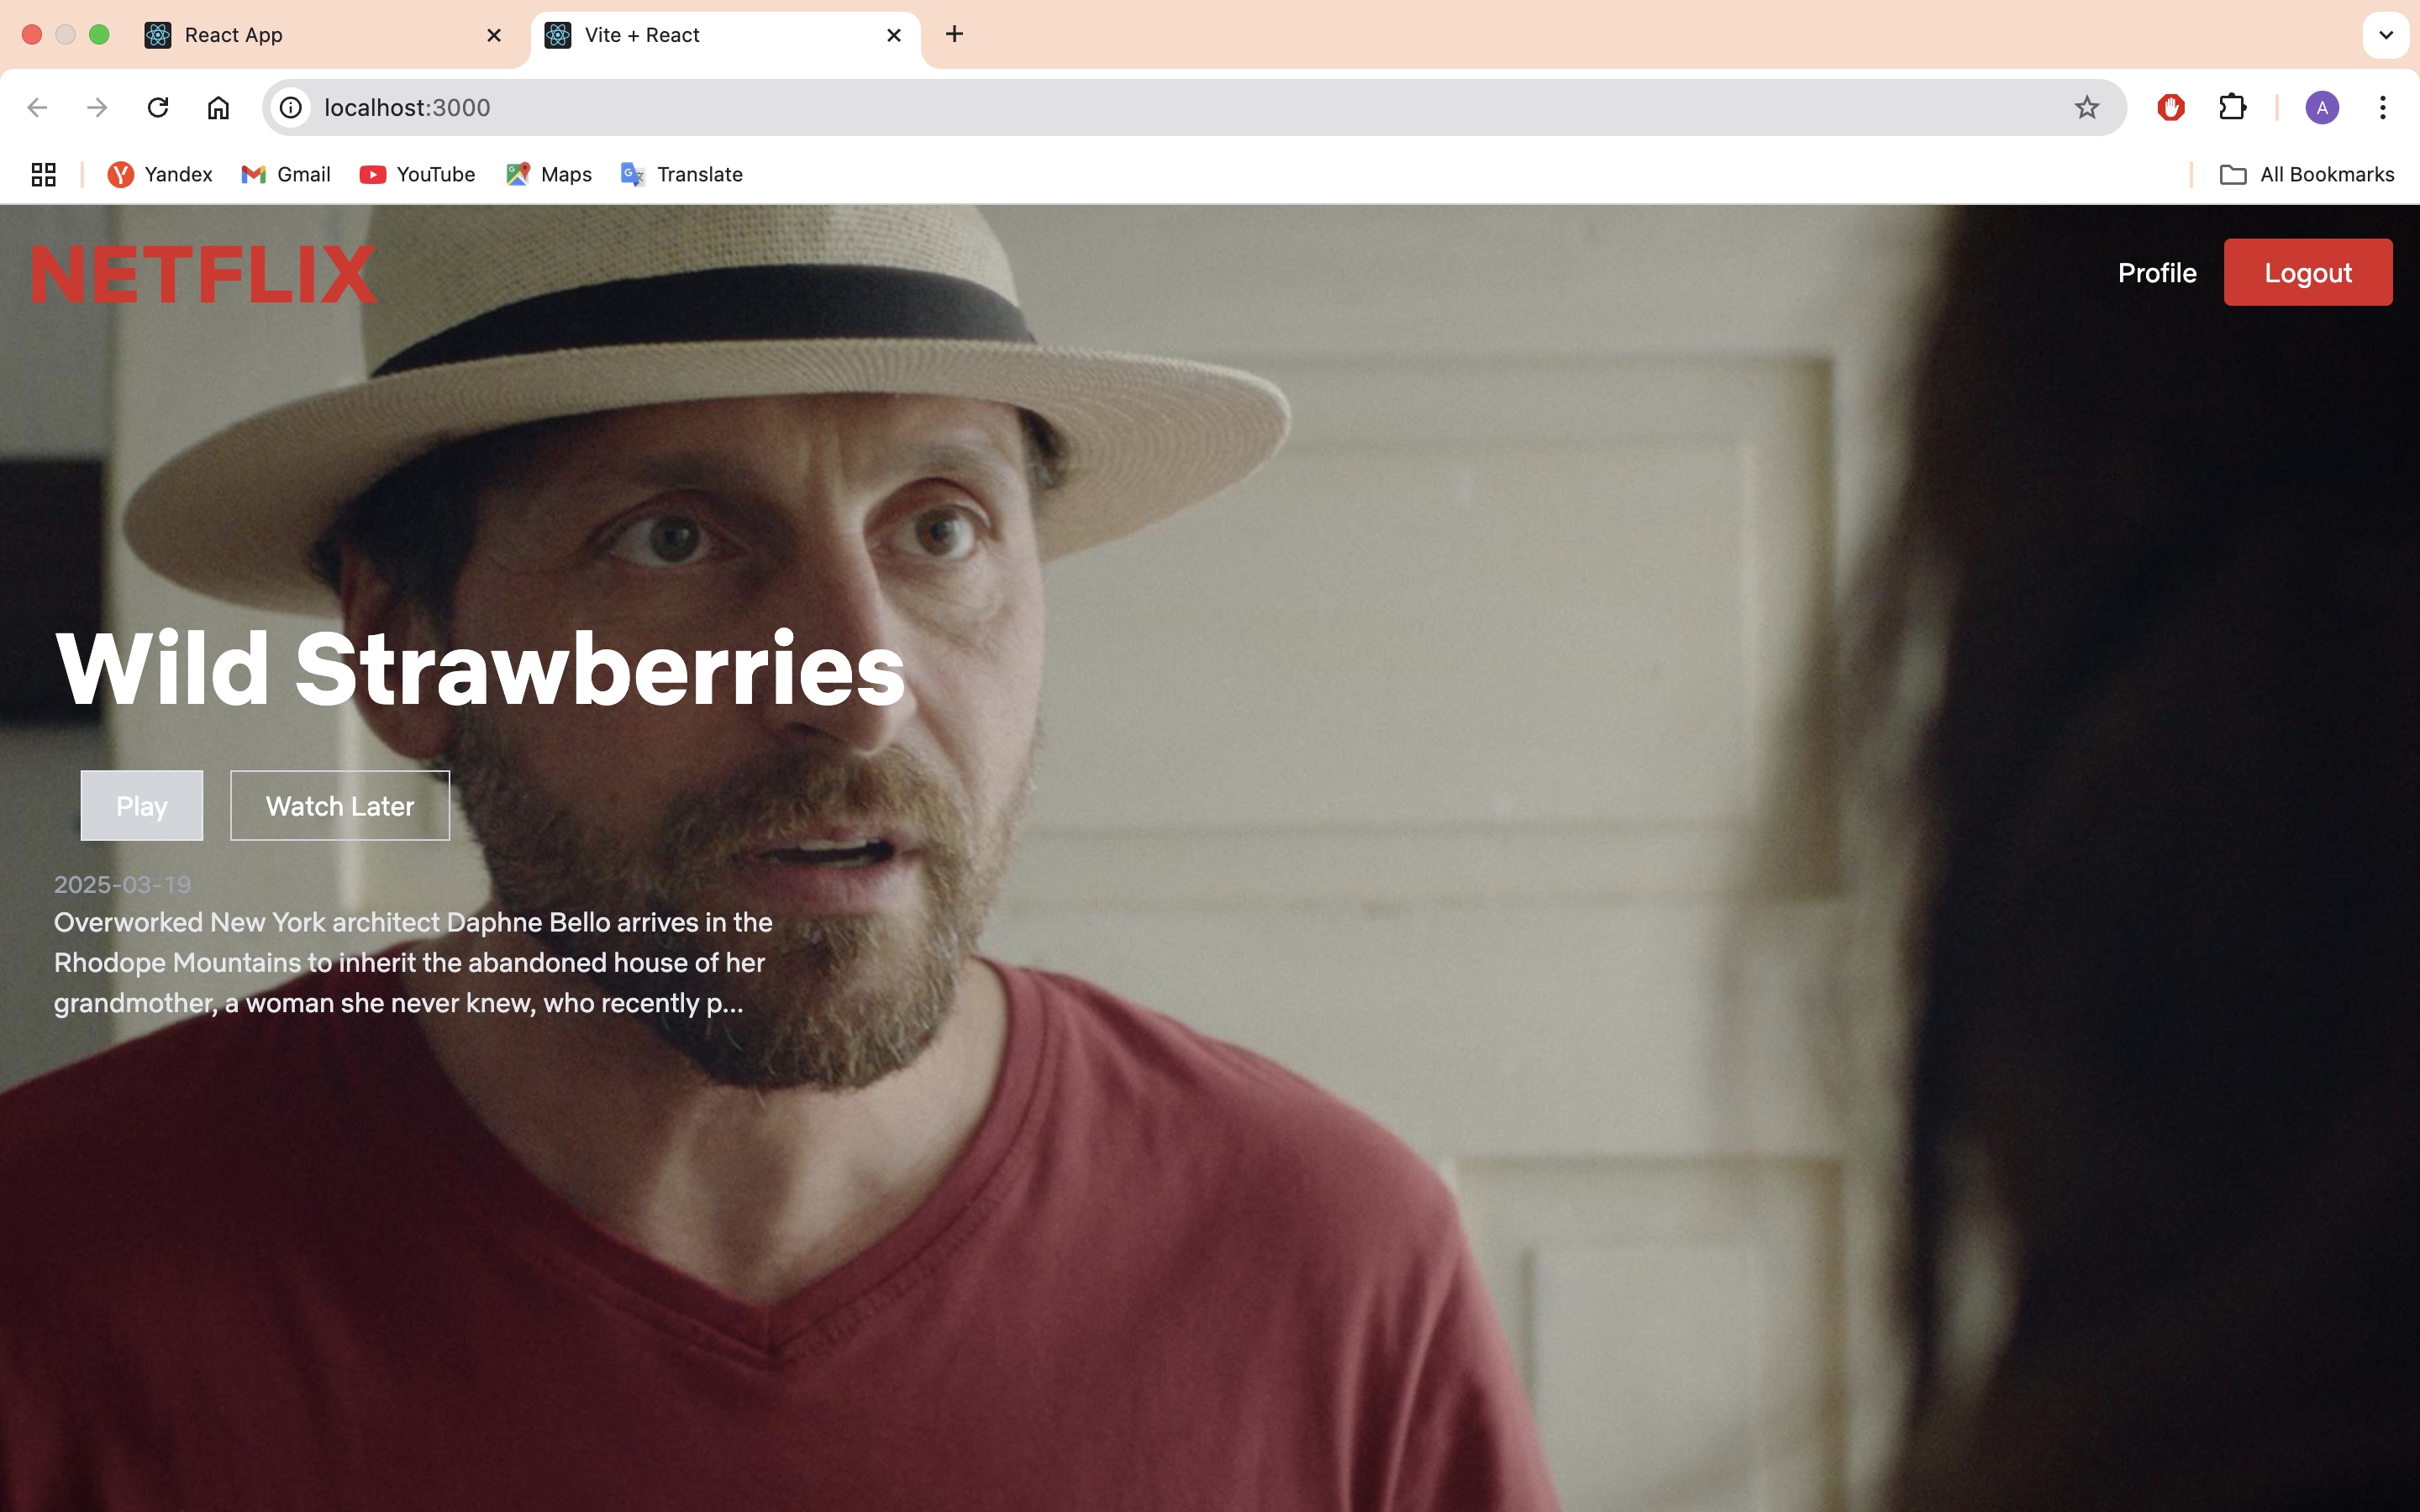 React App
Vite + React
localhost:3000
A
Yandex
Gmail
YouTube
Maps
Translate
All Bookmarks
NETFLIX
Profile
Logout
Wild Strawberries
Play
Watch Later
2025-03-19
Overworked New York architect Daphne Bello arrives in the
Rhodope Mountains to inherit the abandoned house of her
grandmother, a woman she never knew, who recently p...